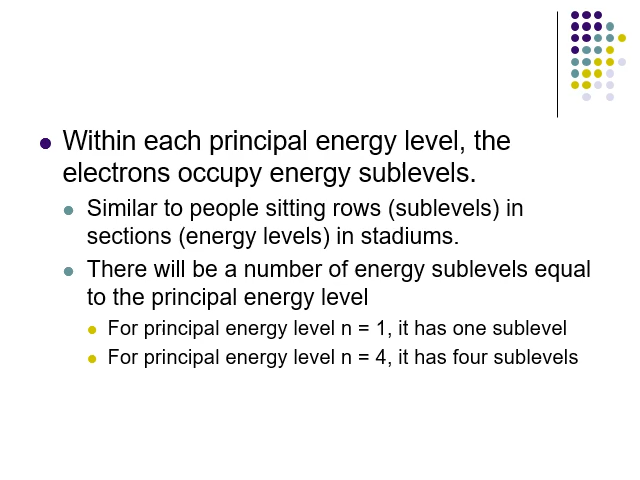 Within each principal energy level, the
electrons occupy energy sublevels.
Similar to people sitting rows (sublevels) in
sections (energy levels) in stadiums.
There will be a number of energy sublevels equal
to the principal energy level
For principal energy level n = 1, it has one sublevel
For principal energy level n = 4, it has four sublevels